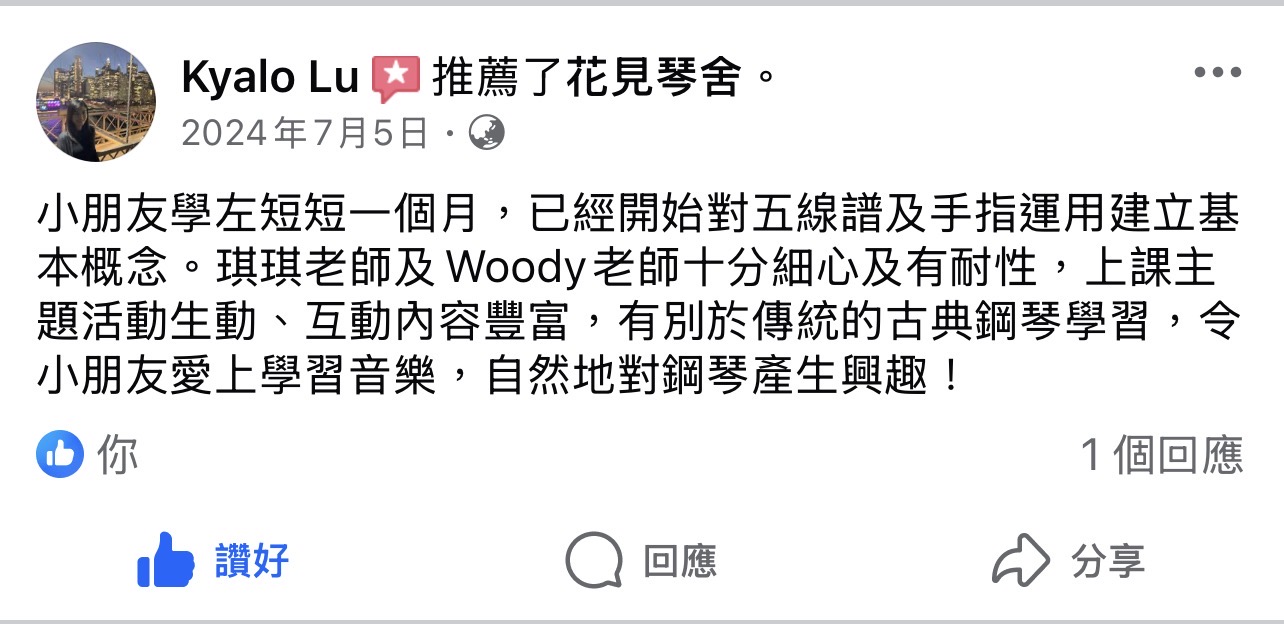 Kyalo Lu 推薦了花見琴舍。
2024年7月5日 ·
小朋友學左短短一個月，已經開始對五線譜及手指運用建立基
本概念。琪琪老師及Woody老師十分細心及有耐性，上課主
題活動生動、互動內容豐富，有別於傳統的古典鋼琴學習，令
小朋友愛上學習音樂，自然地對鋼琴產生興趣！
你 1 個回應
讚好 回應 分享